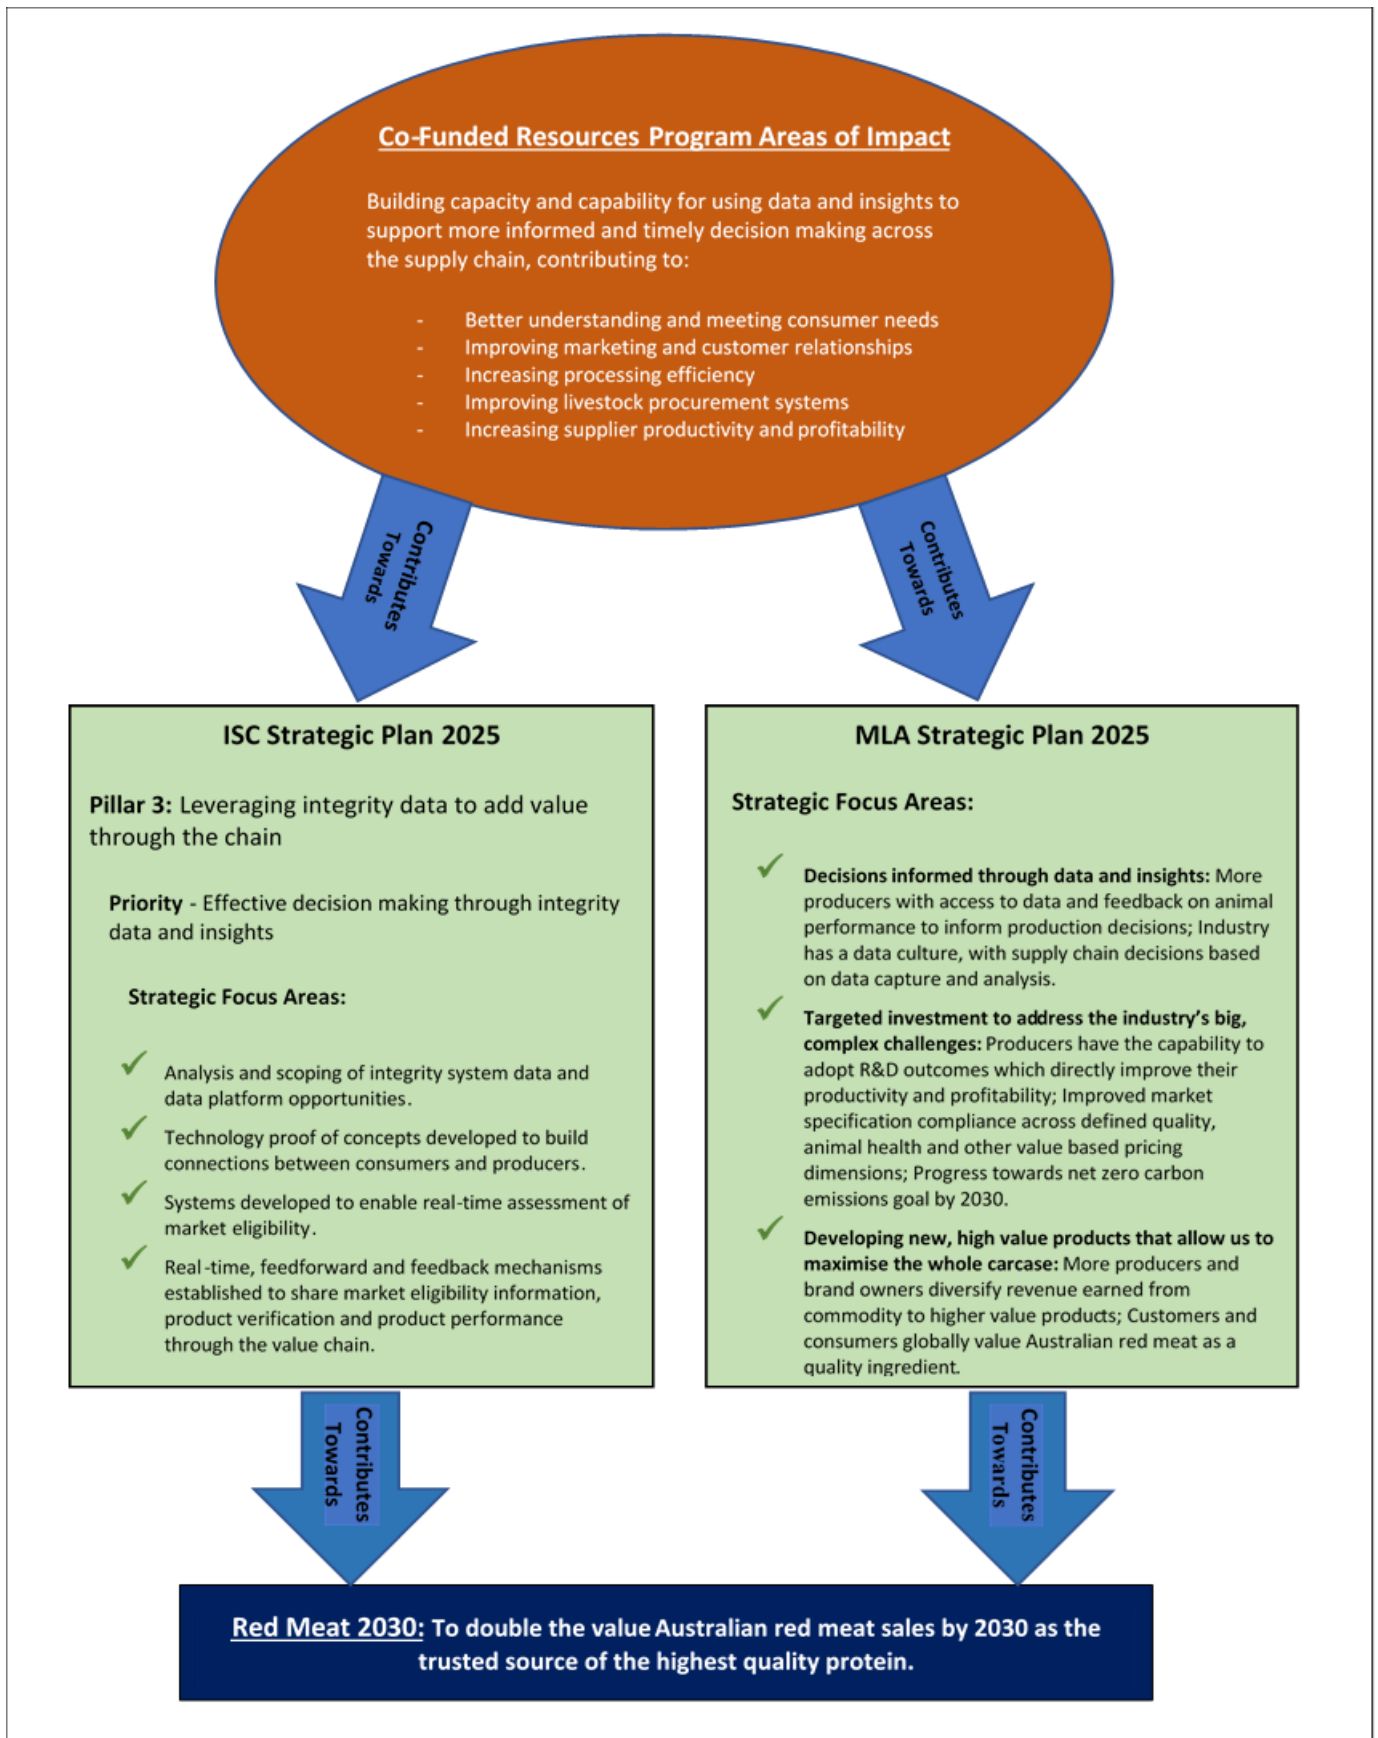 Co-Funded Resources Program Areas of Impact
Building capacity and capability for using data and insights to
support more informed and timely decision making across
the supply chain, contributing to:
- Better understanding and meeting consumer needs
- Improving marketing and customer relationships
- Increasing processing efficiency
- Improving livestock procurement systems
- Increasing supplier productivity and profitability
Contributes
Towards
Contributes
Towards
ISC Strategic Plan 2025
Pillar 3: Leveraging integrity data to add value
through the chain
Priority - Effective decision making through integrity
data and insights
Strategic Focus Areas:
✓ Analysis and scoping of integrity system data and
data platform opportunities.
✓ Technology proof of concepts developed to build
connections between consumers and producers.
✓ Systems developed to enable real-time assessment of
market eligibility.
✓ Real-time, feedforward and feedback mechanisms
established to share market eligibility information,
product verification and product performance
through the value chain.
MLA Strategic Plan 2025
Strategic Focus Areas:
✓ Decisions informed through data and insights: More
producers with access to data and feedback on animal
performance to inform production decisions; Industry
has a data culture, with supply chain decisions based
on data capture and analysis.
✓ Targeted investment to address the industry's big,
complex challenges: Producers have the capability to
adopt R&D outcomes which directly improve their
productivity and profitability; Improved market
specification compliance across defined quality,
animal health and other value based pricing
dimensions; Progress towards net zero carbon
emissions goal by 2030.
✓ Developing new, high value products that allow us to
maximise the whole carcase: More producers and
brand owners diversify revenue earned from
commodity to higher value products; Customers and
consumers globally value Australian red meat as a
quality ingredient.
Contributes
Towards
Contributes
Towards
Red Meat 2030: To double the value Australian red meat sales by 2030 as the
trusted source of the highest quality protein.